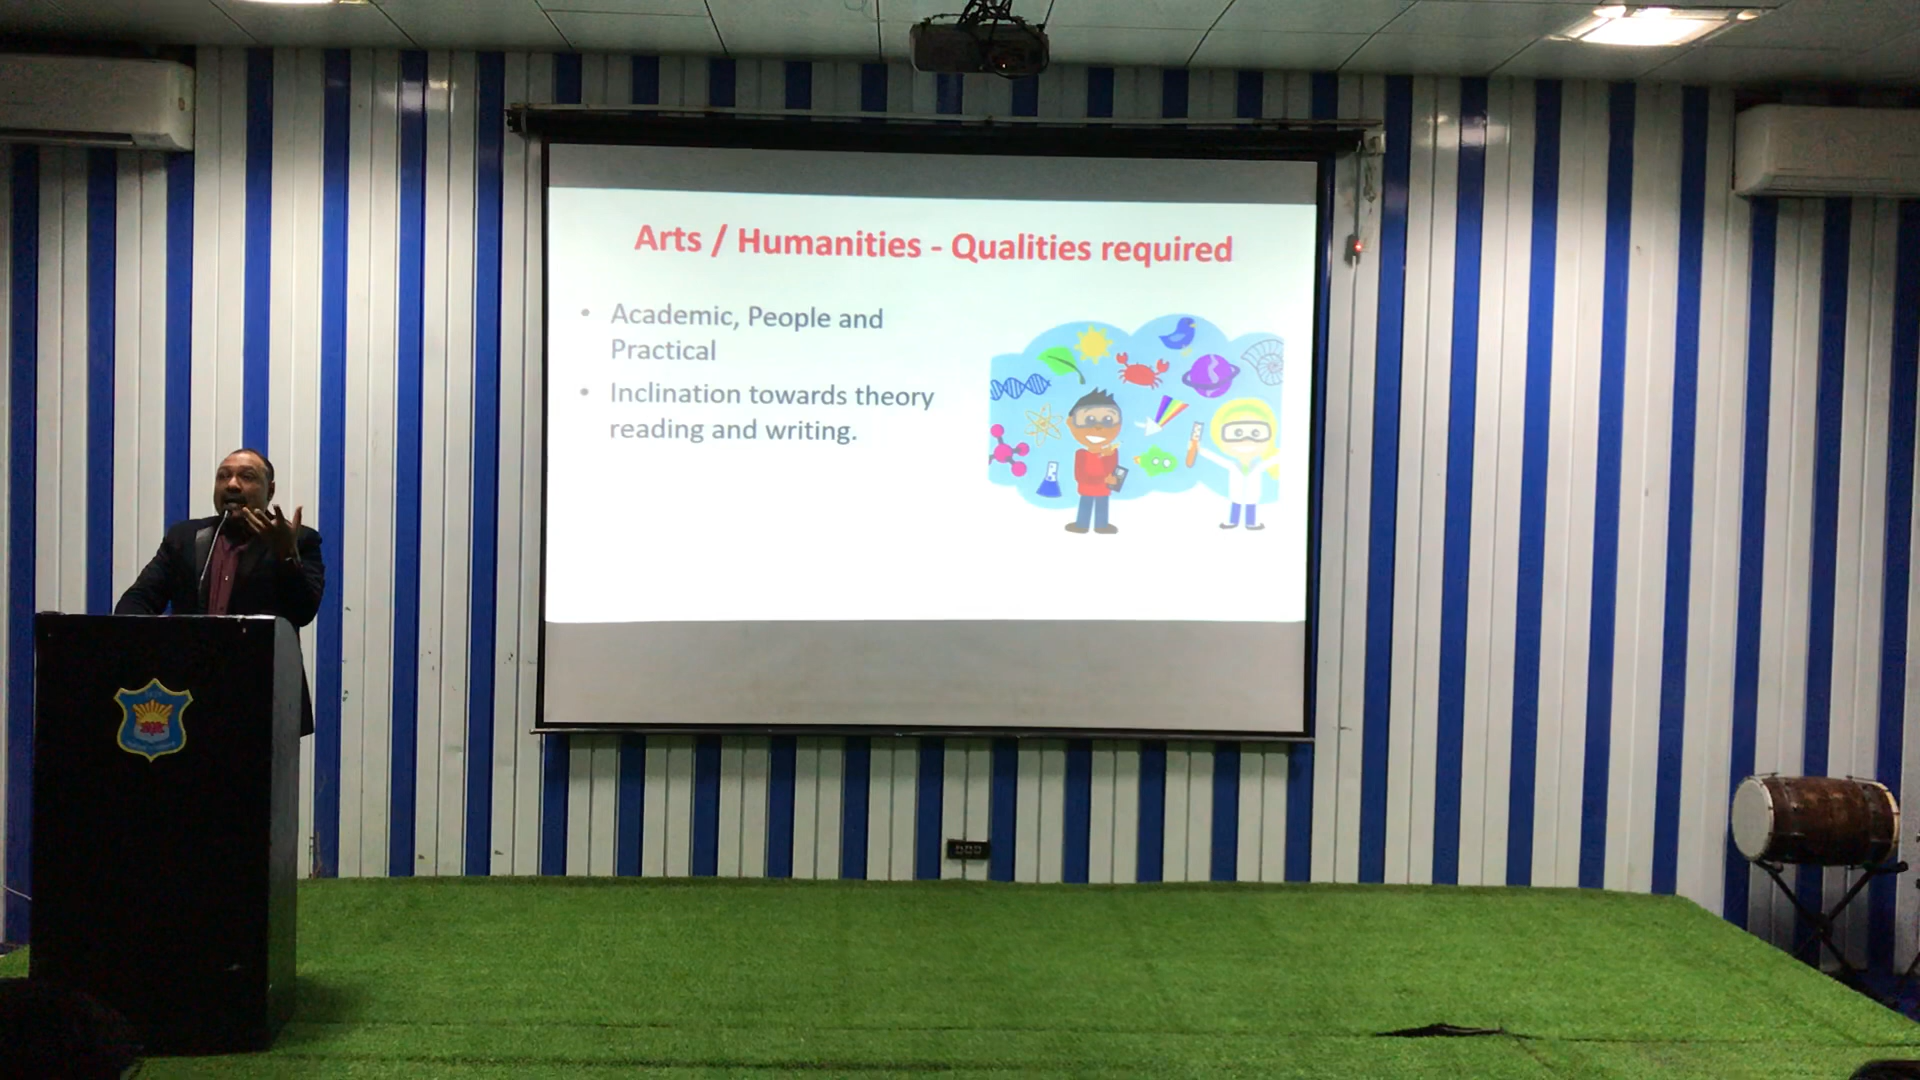 Arts / Humanities - Qualities required
• Academic, People and
Practical
• Inclination towards theory
reading and writing.